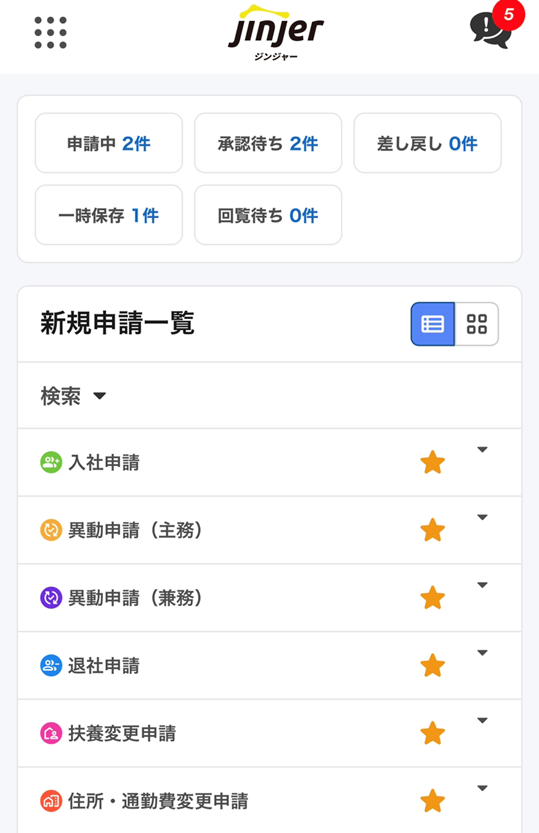 jinjer
ジンジャー
5
申請中 2件
承認待ち 2件
差し戻し 0件
一時保存 1件
回覧待ち 0件
新規申請一覧
検索
入社申請
異動申請（主務）
異動申請（兼務）
退社申請
扶養変更申請
住所・通勤費変更申請